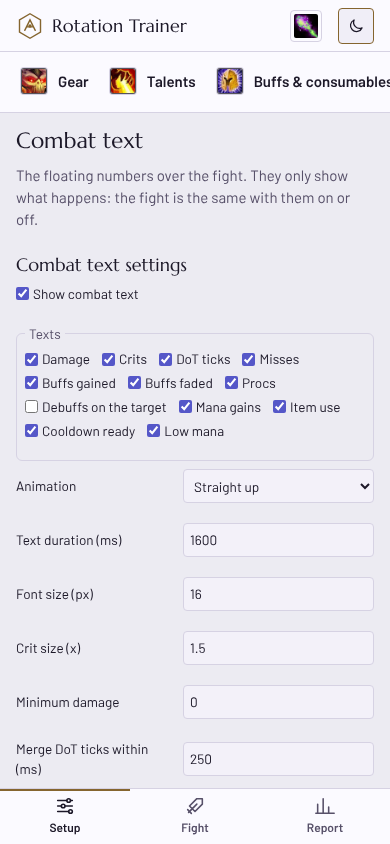 Rotation Trainer
Gear Talents Buffs & consumables
Combat text
The floating numbers over the fight. They only show
what happens: the fight is the same with them on or
off.
Combat text settings
Show combat text
Texts
Damage Crits DoT ticks Misses
Buffs gained Buffs faded Procs
Debuffs on the target Mana gains Item use
Cooldown ready Low mana
Animation Straight up
Text duration (ms) 1600
Font size (px) 16
Crit size (x) 1.5
Minimum damage 0
Merge DoT ticks within
(ms) 250
Setup Fight Report